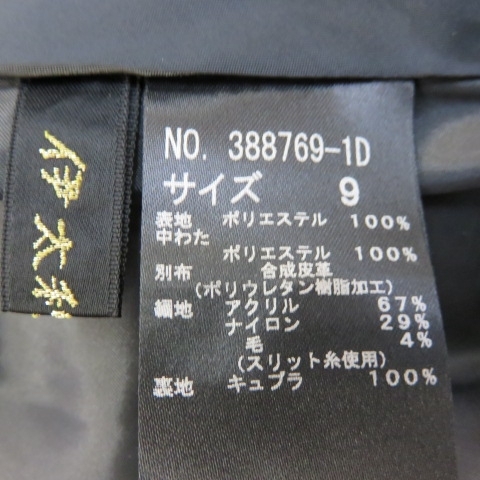 NO. 388769-1D
サイズ 9
表地 ポリエステル 100%
中わた
ポリエステル 100%
別布 合成皮革
(ポリウレタン樹脂加工)
編地 アクリル 67%
ナイロン 29%
毛 4%
(スリット糸使用)
裏地 キュプラ 100%
伊太利